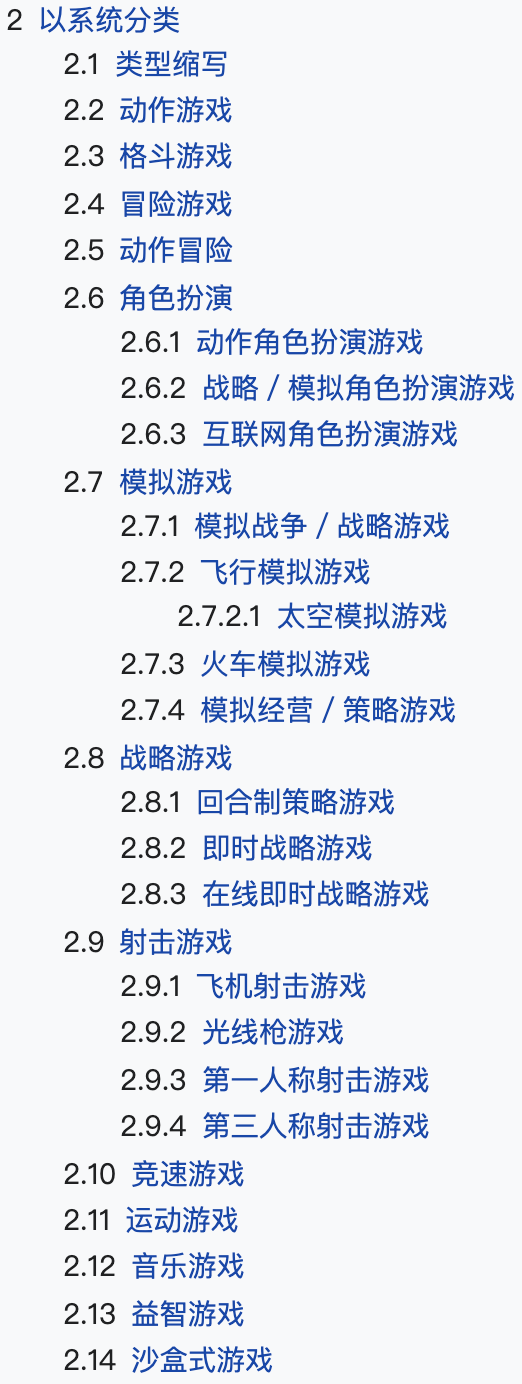 2 以系统分类
2.1 类型缩写
2.2 动作游戏
2.3 格斗游戏
2.4 冒险游戏
2.5 动作冒险
2.6 角色扮演
2.6.1 动作角色扮演游戏
2.6.2 战略 / 模拟角色扮演游戏
2.6.3 互联网角色扮演游戏
2.7 模拟游戏
2.7.1 模拟战争 / 战略游戏
2.7.2 飞行模拟游戏
2.7.2.1 太空模拟游戏
2.7.3 火车模拟游戏
2.7.4 模拟经营 / 策略游戏
2.8 战略游戏
2.8.1 回合制策略游戏
2.8.2 即时战略游戏
2.8.3 在线即时战略游戏
2.9 射击游戏
2.9.1 飞机射击游戏
2.9.2 光线枪游戏
2.9.3 第一人称射击游戏
2.9.4 第三人称射击游戏
2.10 竞速游戏
2.11 运动游戏
2.12 音乐游戏
2.13 益智游戏
2.14 沙盒式游戏